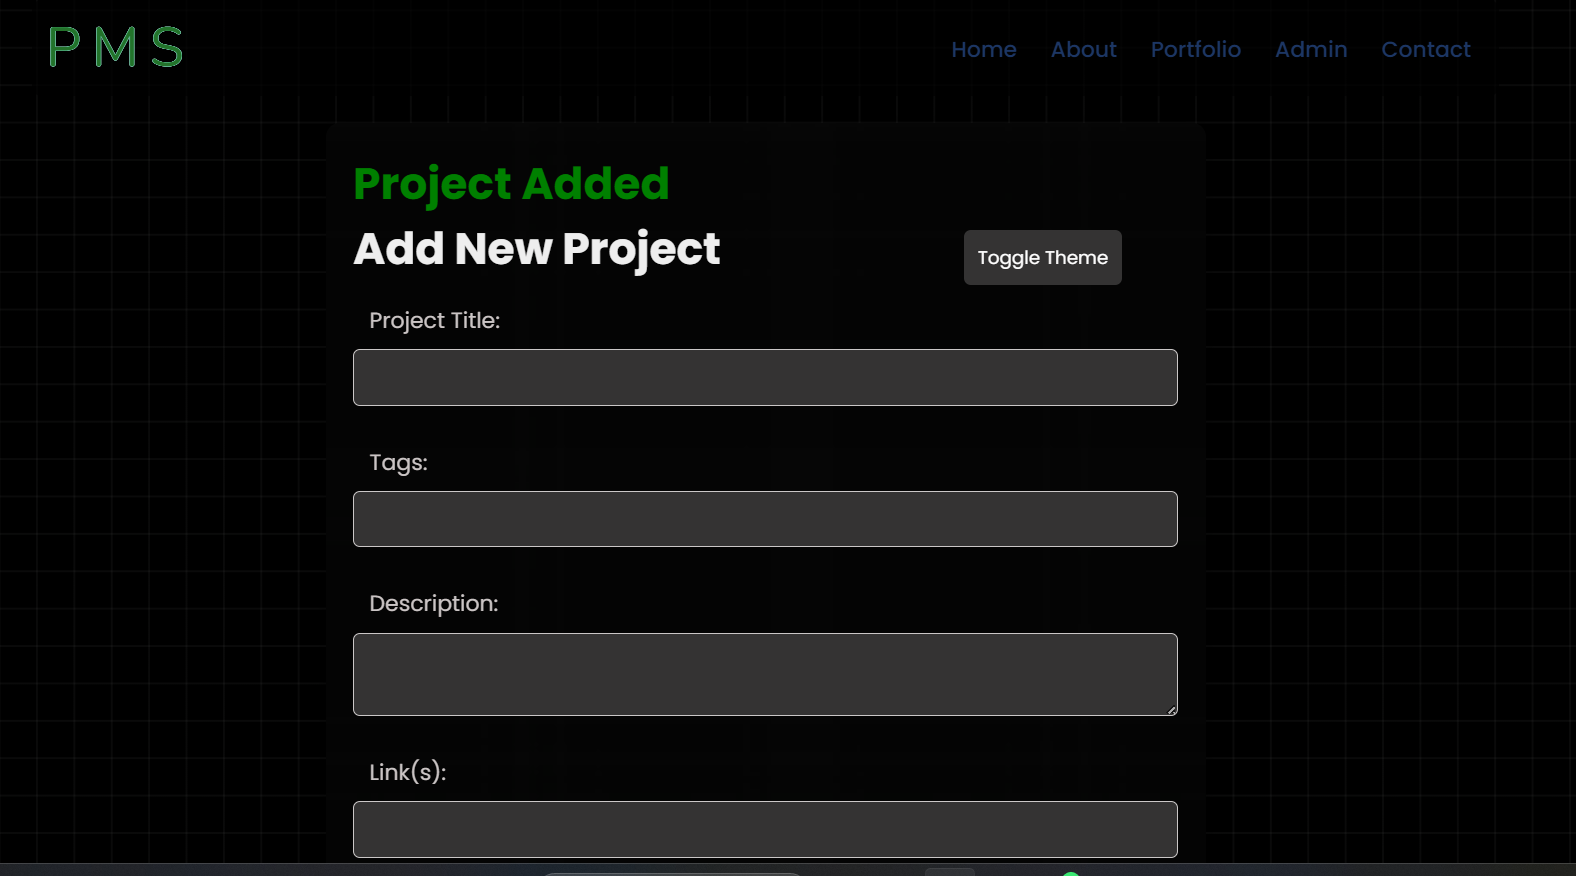 PMS
Home About Portfolio Admin Contact
Project Added
Add New Project
Toggle Theme
Project Title:
Tags:
Description:
Link(s):